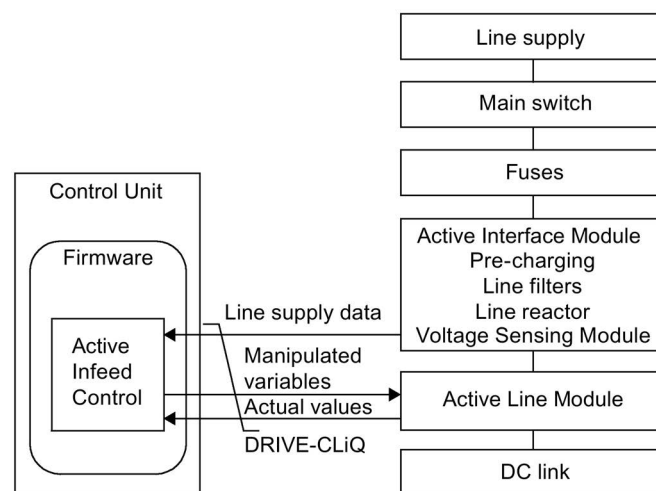 Line supply
Main switch
Fuses
Control Unit
Firmware
Active
Infeed
Control
Active Interface Module
Pre-charging
Line filters
Line reactor
Voltage Sensing Module
Line supply data
Manipulated
variables
Actual values
DRIVE-CLiQ
Active Line Module
DC link